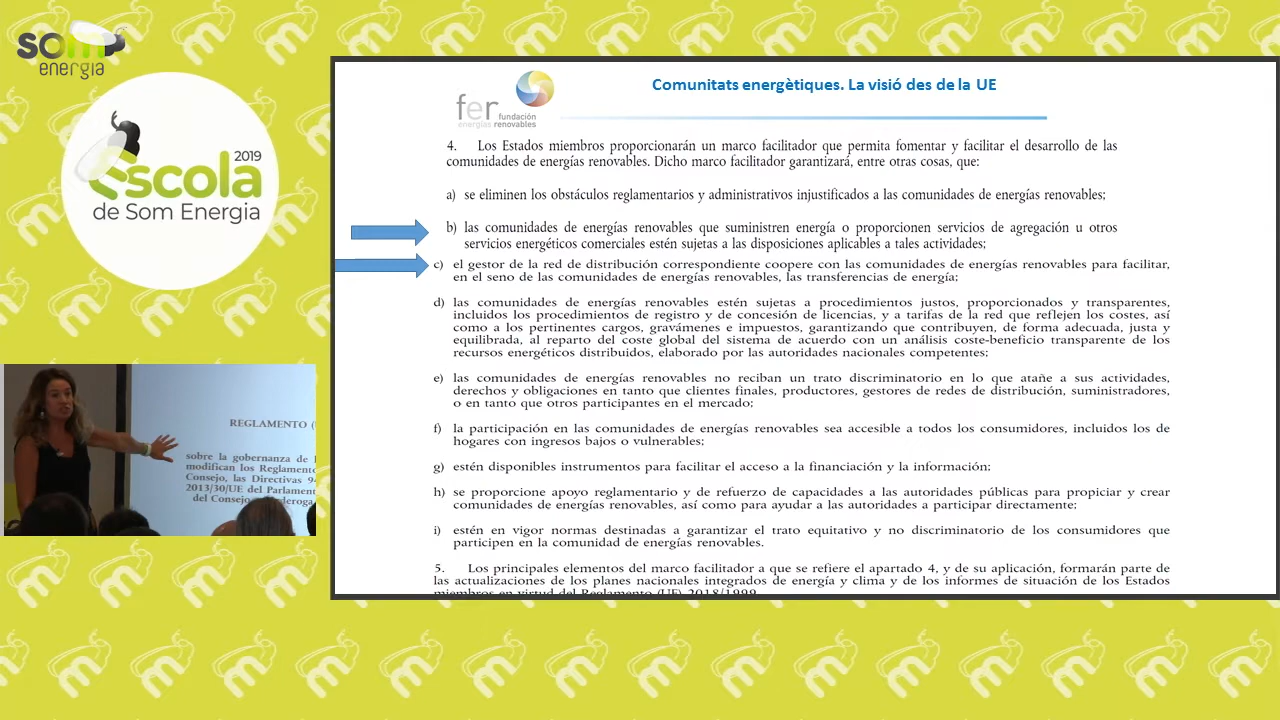 som
energia
Escola
2019
de Som Energia
fer
fundación
energías renovables
Comunitats energètiques. La visió des de la UE
4. Los Estados miembros proporcionarán un marco facilitador que permita fomentar y facilitar el desarrollo de las
comunidades de energías renovables. Dicho marco facilitador garantizará, entre otras cosas, que:
a) se eliminen los obstáculos reglamentarios y administrativos injustificados a las comunidades de energías renovables;
b) las comunidades de energías renovables que suministren energía o proporcionen servicios de agregación u otros
servicios energéticos comerciales estén sujetas a las disposiciones aplicables a tales actividades;
c) el gestor de la red de distribución correspondiente coopere con las comunidades de energías renovables para facilitar,
en el seno de las comunidades de energías renovables, las transferencias de energía;
d) las comunidades de energías renovables estén sujetas a procedimientos justos, proporcionados y transparentes,
incluidos los procedimientos de registro y de concesión de licencias, y a tarifas de la red que reflejen los costes, así
como a los pertinentes cargos, gravámenes e impuestos, garantizando que contribuyen, de forma adecuada, justa y
equilibrada, al reparto del coste global del sistema de acuerdo con un análisis coste-beneficio transparente de los
recursos energéticos distribuidos, elaborado por las autoridades nacionales competentes;
e) las comunidades de energías renovables no reciban un trato discriminatorio en lo que atañe a sus actividades,
derechos y obligaciones en tanto que clientes finales, productores, gestores de redes de distribución, suministradores,
o en tanto que otros participantes en el mercado;
f) la participación en las comunidades de energías renovables sea accesible a todos los consumidores, incluidos los de
hogares con ingresos bajos o vulnerables;
g) estén disponibles instrumentos para facilitar el acceso a la financiación y la información;
h) se proporcione apoyo reglamentario y de refuerzo de capacidades a las autoridades públicas para propiciar y crear
comunidades de energías renovables, así como para ayudar a las autoridades a participar directamente;
i) estén en vigor normas destinadas a garantizar el trato equitativo y no discriminatorio de los consumidores que
participen en la comunidad de energías renovables.
5. Los principales elementos del marco facilitador a que se refiere el apartado 4, y de su aplicación, formarán parte de
las actualizaciones de los planes nacionales integrados de energía y clima y de los informes de situación de los Estados
miembros en virtud del Reglamento (UE) 2018/1999.
REGLAMENTO (
sobre la gobernanza de
modifican los Reglamento
Consejo, las Directivas 9
2013/30/UE del Parlamen
del Consejo y